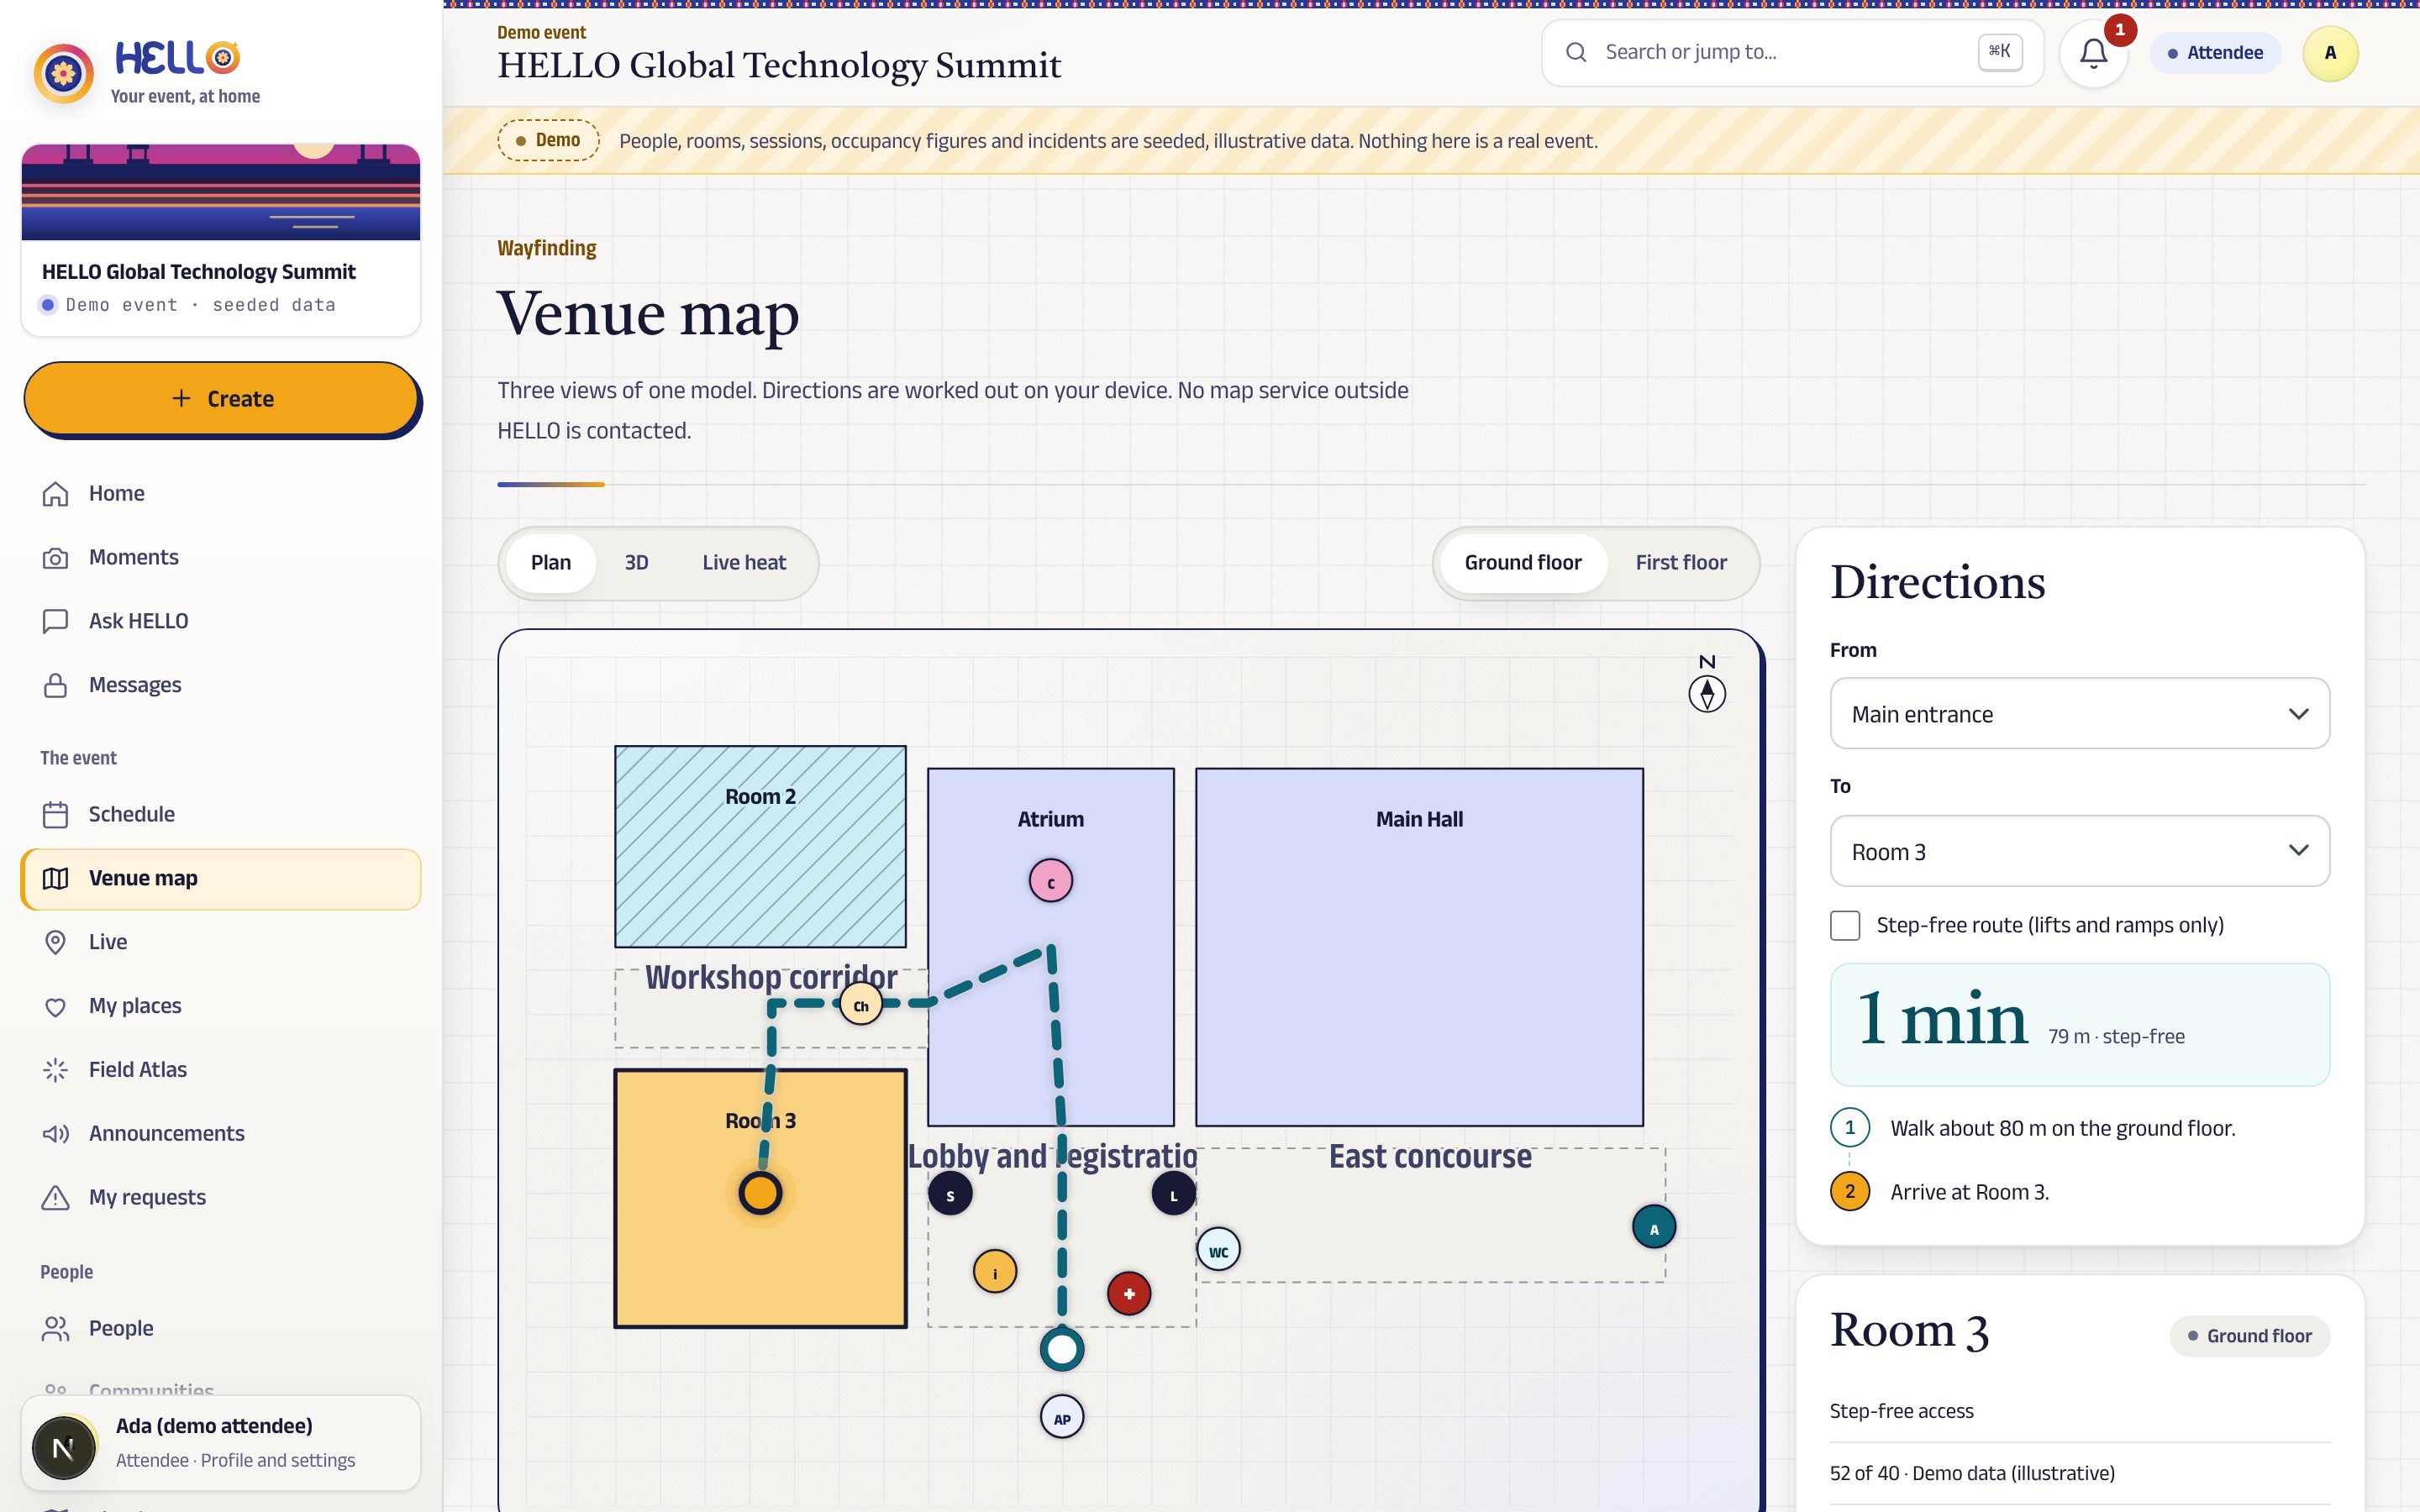 HELLO
Your event, at home
HELLO Global Technology Summit
Demo event · seeded data
Create
Home
Moments
Ask HELLO
Messages
The event
Schedule
Venue map
Live
My places
Field Atlas
Announcements
My requests
People
People
Communities
Ada (demo attendee)
Attendee · Profile and settings
N
Demo event
HELLO Global Technology Summit
Search or jump to...
⌘K
1
Attendee
A
Demo
People, rooms, sessions, occupancy figures and incidents are seeded, illustrative data. Nothing here is a real event.
Wayfinding
Venue map
Three views of one model. Directions are worked out on your device. No map service outside
HELLO is contacted.
Plan
3D
Live heat
Ground floor
First floor
N
Room 2
Atrium
Main Hall
C
Workshop corridor
Ch
Room 3
Lobby and registratio
East concourse
S
L
A
WC
i
+
AP
Directions
From
Main entrance
To
Room 3
Step-free route (lifts and ramps only)
1 min
79 m · step-free
1
Walk about 80 m on the ground floor.
2
Arrive at Room 3.
Room 3
Ground floor
Step-free access
52 of 40 · Demo data (illustrative)